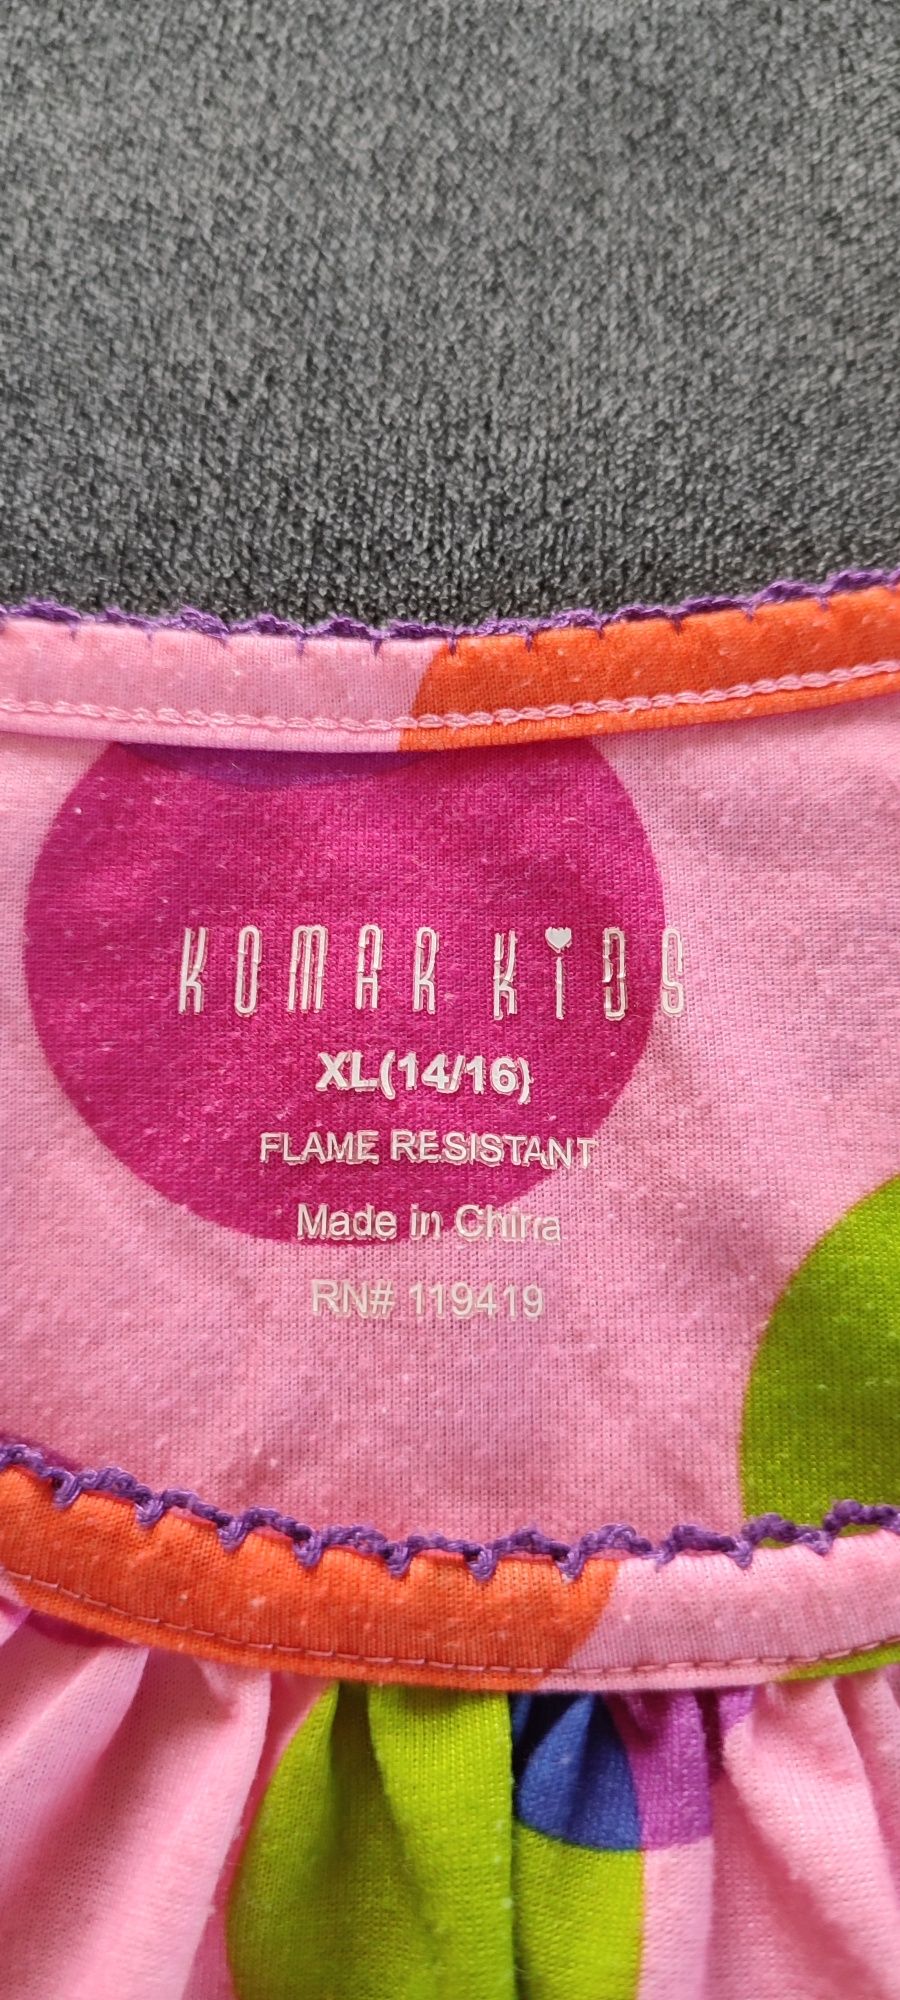 KOMAR KiDS
XL(14/16)
FLAME RESISTANT
Made in China
RN# 119419